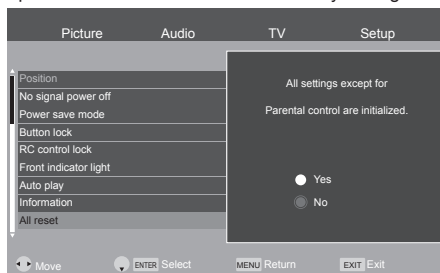 Picture Audio TV Setup
Position
No signal power off
Power save mode
Button lock
RC control lock
Front indicator light
Auto play
Information
All reset
All settings except for
Parental control are initialized.
Yes
No
Move ENTER Select MENU Return EXIT Exit